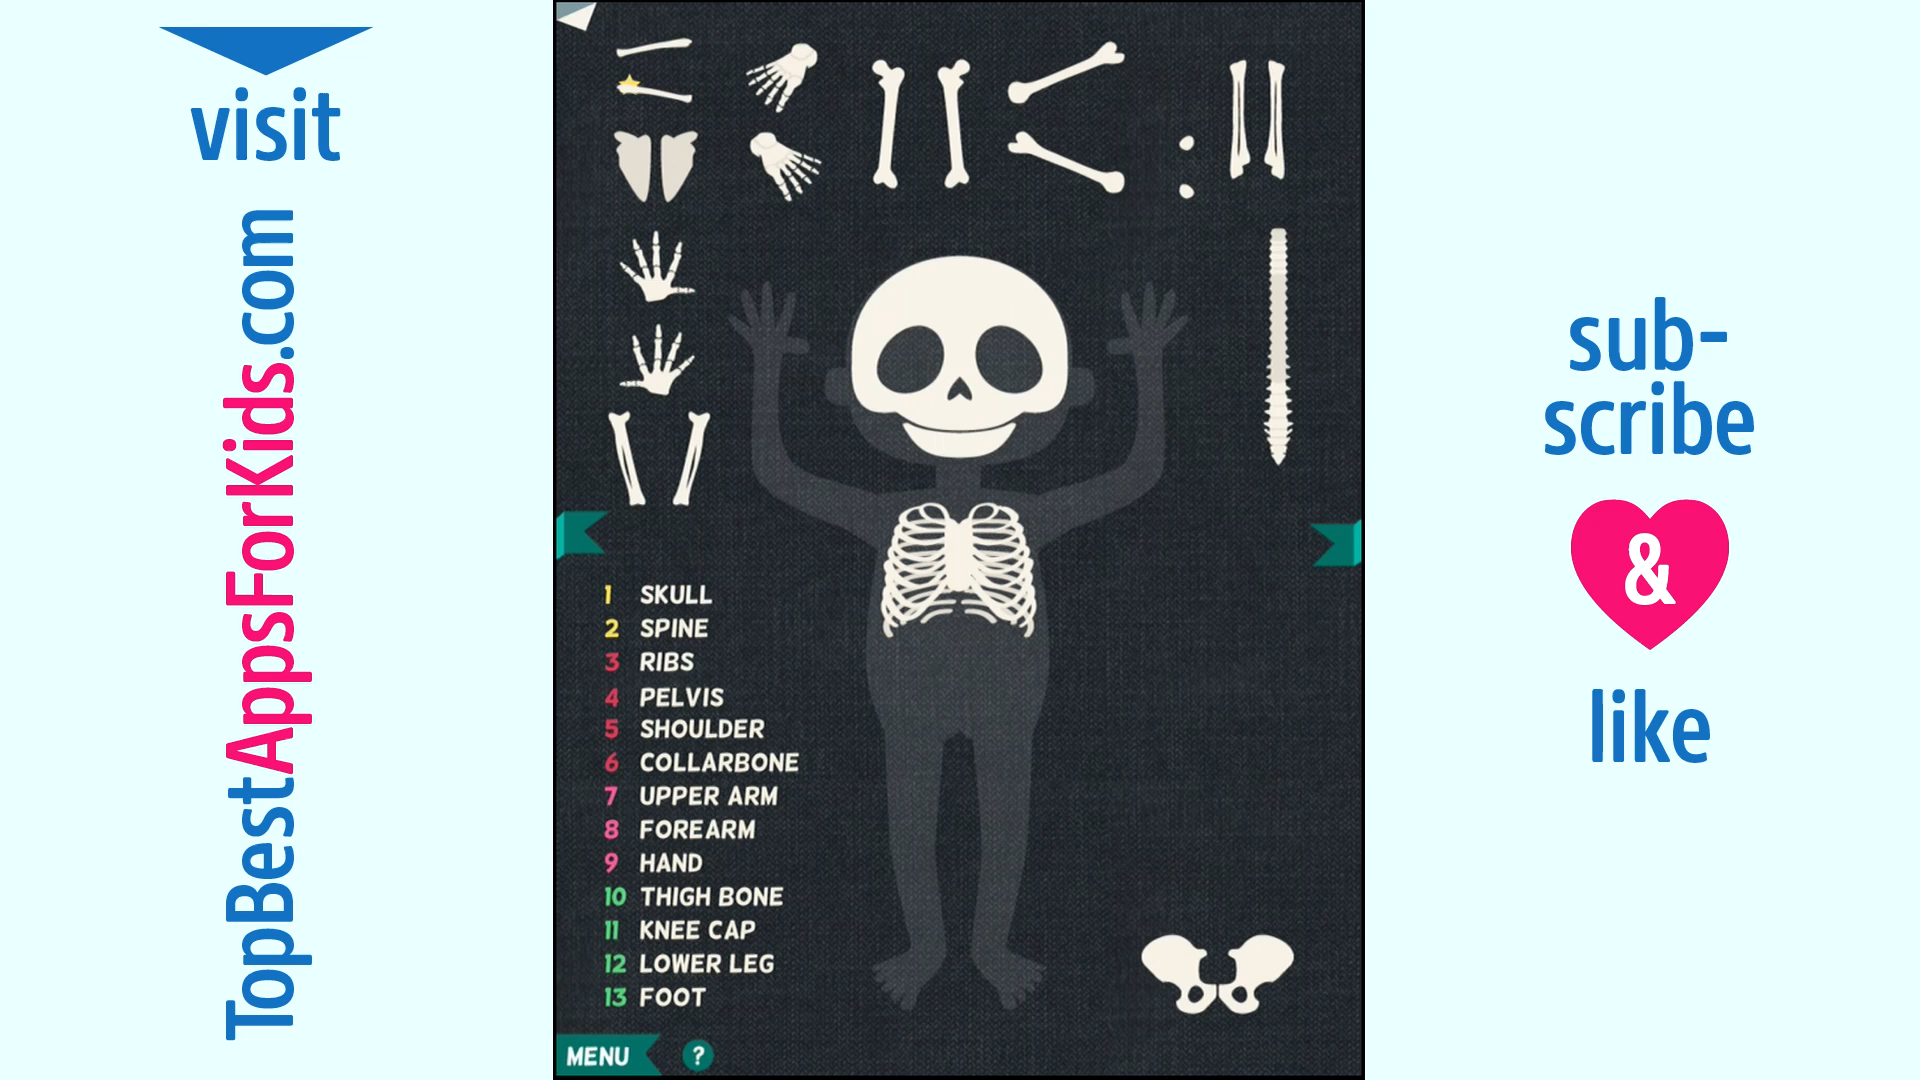 visit
TopBestAppsForKids.com
1 SKULL
2 SPINE
3 RIBS
4 PELVIS
5 SHOULDER
6 COLLARBONE
7 UPPER ARM
8 FOREARM
9 HAND
10 THIGH BONE
11 KNEE CAP
12 LOWER LEG
13 FOOT
MENU
?
sub-
scribe
&
like